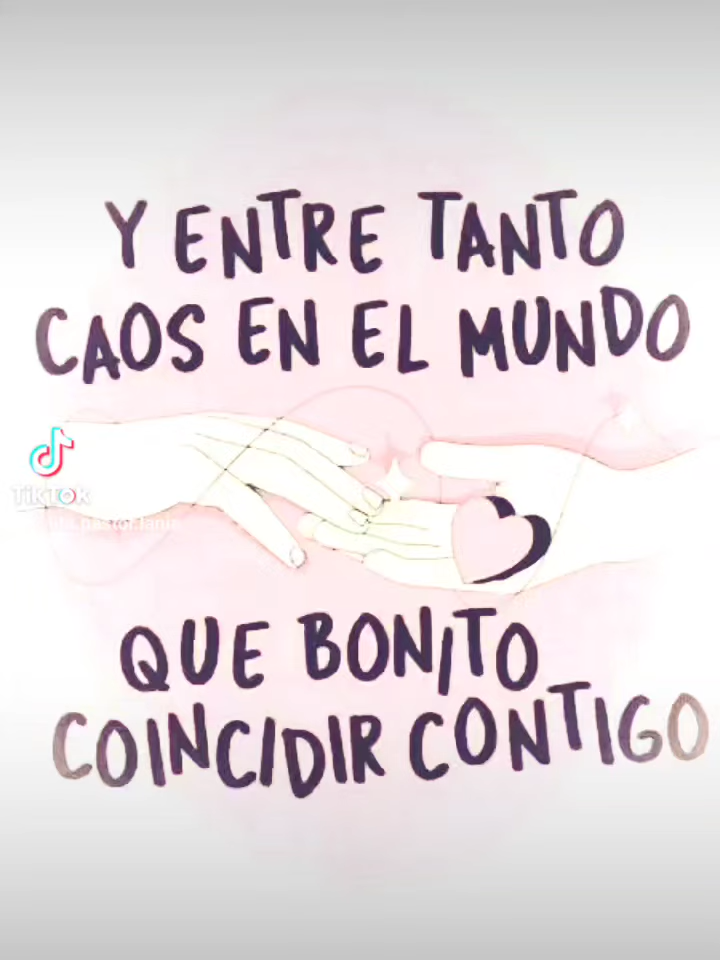 Y ENTRE TANTO
CAOS EN EL MUNDO
TikTok
QUE BONITO
COINCIDIR CONTIGO